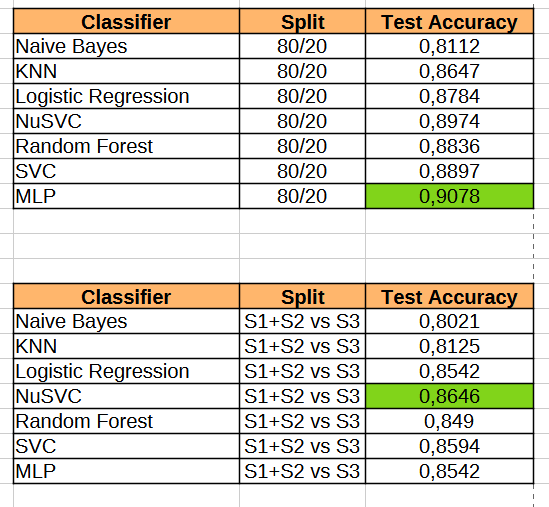 Classifier Split Test Accuracy
Naive Bayes 80/20 0,8112
KNN 80/20 0,8647
Logistic Regression 80/20 0,8784
NuSVC 80/20 0,8974
Random Forest 80/20 0,8836
SVC 80/20 0,8897
MLP 80/20 0,9078
Classifier Split Test Accuracy
Naive Bayes S1+S2 vs S3 0,8021
KNN S1+S2 vs S3 0,8125
Logistic Regression S1+S2 vs S3 0,8542
NuSVC S1+S2 vs S3 0,8646
Random Forest S1+S2 vs S3 0,849
SVC S1+S2 vs S3 0,8594
MLP S1+S2 vs S3 0,8542